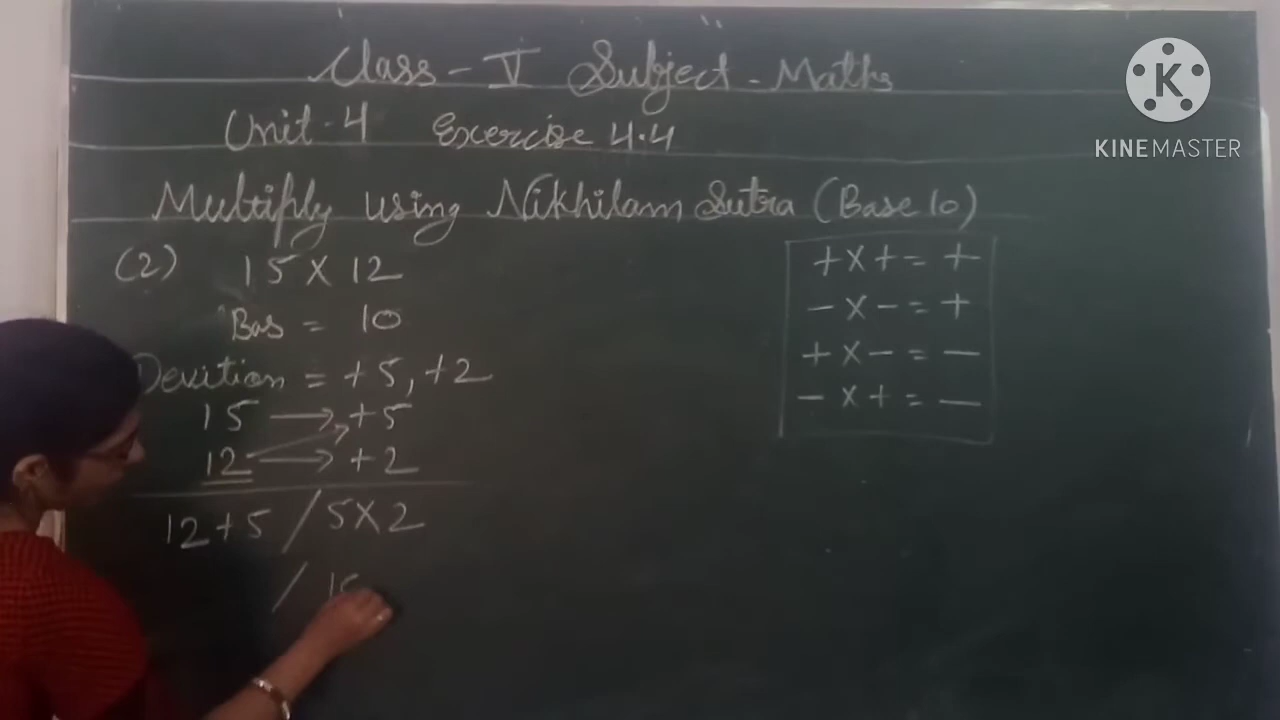 Class - V Subject - Maths
Unit-4 Exercise 4.4
Multiply using Nikhilam Sutra (Base 10)
(2) 15 X 12
Bas = 10
Devition = +5, +2
15 → +5
12 → +2
12+5 / 5X2
/ 10
+ X + = +
- X - = +
+ X - = -
- X + = -
K
KINEMASTER